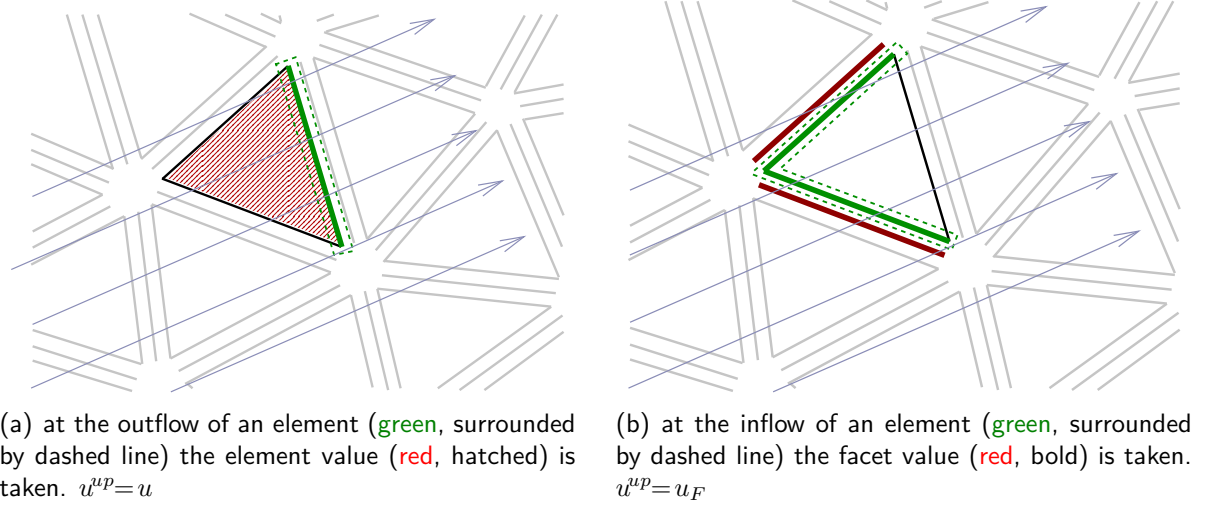 (a) at the outflow of an element (green, surrounded
by dashed line) the element value (red, hatched) is
taken. u^{up}= u
(b) at the inflow of an element (green, surrounded
by dashed line) the facet value (red, bold) is taken.
u^{up}= u_F